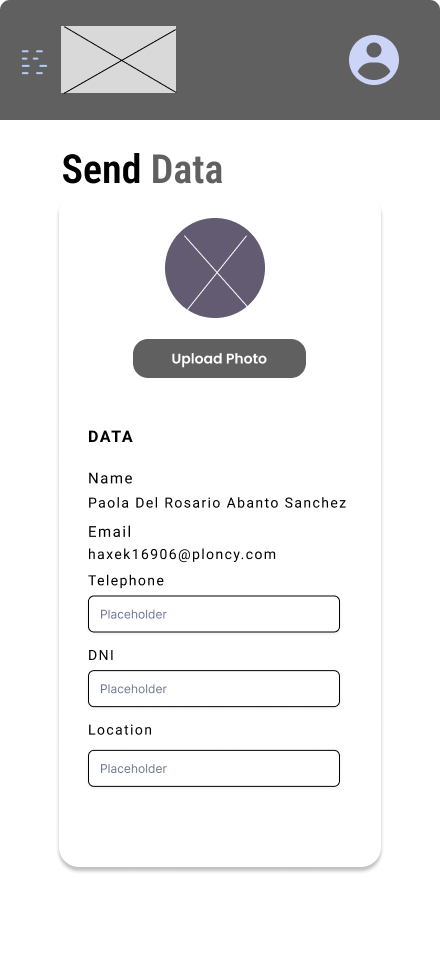 Send Data
Upload Photo
DATA
Name
Paola Del Rosario Abanto Sanchez
Email
haxek16906@ploncy.com
Telephone
Placeholder
DNI
Placeholder
Location
Placeholder